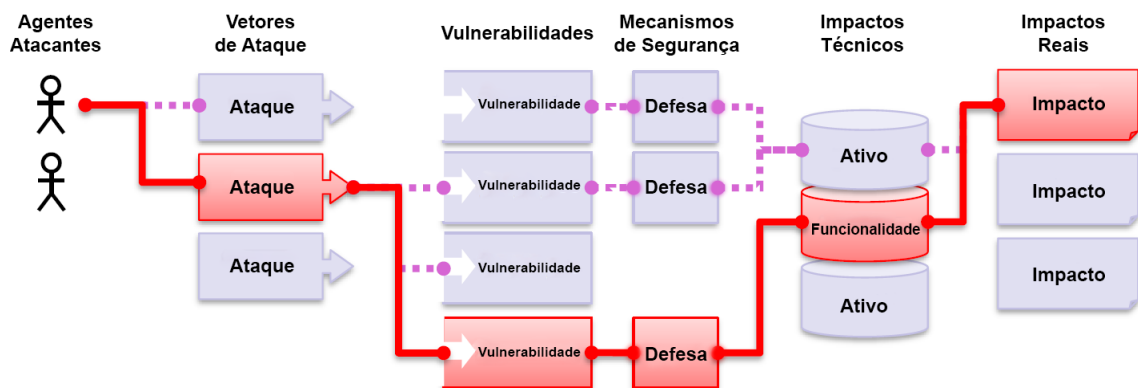 Agentes
Atacantes
Vetores
de Ataque
Vulnerabilidades
Mecanismos
de Segurança
Impactos
Técnicos
Impactos
Reais
Ataque
Vulnerabilidade
Defesa
Impacto
Ativo
Ataque
Vulnerabilidade
Defesa
Impacto
Funcionalidade
Ataque
Vulnerabilidade
Impacto
Ativo
Vulnerabilidade
Defesa